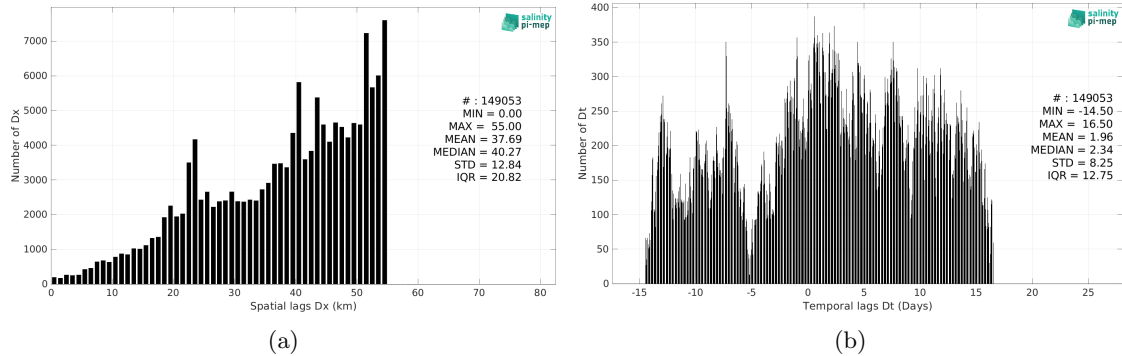 salinity
pi-mep
Number of Dx
7000
6000
5000
4000
3000
2000
1000
0
# : 149053
MIN = 0.00
MAX = 55.00
MEAN = 37.69
MEDIAN = 40.27
STD = 12.84
IQR = 20.82
0 10 20 30 40 50 60 70 80
Spatial lags Dx (km)
(a)
salinity
pi-mep
Number of Dt
400
350
300
250
200
150
100
50
0
# : 149053
MIN = -14.50
MAX = 16.50
MEAN = 1.96
MEDIAN = 2.34
STD = 8.25
IQR = 12.75
-15 -10 -5 0 5 10 15 20 25
Temporal lags Dt (Days)
(b)